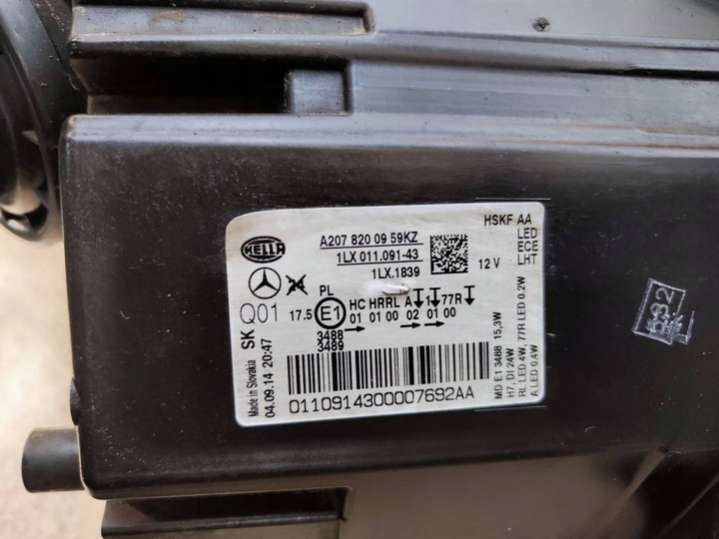 HELLA
A207 820 0 9 59KZ
1LX 011.091-43
1LX.1839
HSKF AA
LED
ECE
LHT
12 V
PL
Q01
17.5
E1
HC HRRL A 1 77R
01 01 00 02 01 00
3488
3489
SK
Made in Slovakia
04.09.14 20:47
0110914300007692AA
MD E1 3488 15,3W
H7, DI 24W
RL LED 4W, 77R LED 0.2W
A LED 0.4W